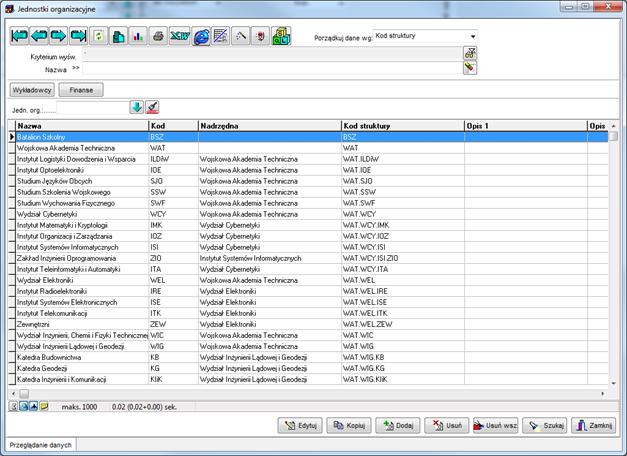 Jednostki organizacyjne
Porządkuj dane wg: Kod struktury
Kryterium wyśw.
Nazwa >>
Wykładowcy Finanse
Jedn. org.:......
Nazwa Kod Nadrzędna Kod struktury Opis 1 Opis
Batalion Szkolny BSZ BSZ
Wojskowa Akademia Techniczna WAT WAT
Instytut Logistyki Dowodzenia i Wsparcia ILDiW Wojskowa Akademia Techniczna WAT.ILDiW
Instytut Optoelektroniki IOE Wojskowa Akademia Techniczna WAT.IOE
Studium Języków Obcych SJO Wojskowa Akademia Techniczna WAT.SJO
Studium Szkolenia Wojskowego SSW Wojskowa Akademia Techniczna WAT.SSW
Studium Wychowania Fizycznego SWF Wojskowa Akademia Techniczna WAT.SWF
Wydział Cybernetyki WCY Wojskowa Akademia Techniczna WAT.WCY
Instytut Matematyki i Kryptologii IMK Wydział Cybernetyki WAT.WCY.IMK
Instytut Organizacji i Zarządzania IOZ Wydział Cybernetyki WAT.WCY.IOZ
Instytut Systemów Informatycznych ISI Wydział Cybernetyki WAT.WCY.ISI
Zakład Inżynierii Oprogramowania ZIO Instytut Systemów Informatycznych WAT.WCY.ISI.ZIO
Instytut Teleinformatyki i Automatyki ITA Wydział Cybernetyki WAT.WCY.ITA
Wydział Elektroniki WEL Wojskowa Akademia Techniczna WAT.WEL
Instytut Radioelektroniki IRE Wydział Elektroniki WAT.WEL.IRE
Instytut Systemów Elektronicznych ISE Wydział Elektroniki WAT.WEL.ISE
Instytut Telekomunikacji ITK Wydział Elektroniki WAT.WEL.ITK
Zewnętrzni ZEW Wydział Elektroniki WAT.WEL.ZEW
Wydział Inżynierii, Chemii i Fizyki Technicznej WIC Wojskowa Akademia Techniczna WAT.WIC
Wydział Inżynierii Lądowej i Geodezji WIG Wojskowa Akademia Techniczna WAT.WIG
Katedra Budownictwa KB Wydział Inżynierii Lądowej i Geodezji WAT.WIG.KB
Katedra Geodezji KG Wydział Inżynierii Lądowej i Geodezji WAT.WIG.KG
Katedra Inżynierii i Komunikacji KIiK Wydział Inżynierii Lądowej i Geodezji WAT.WIG.KIiK
maks. 1000 0.02 (0.02+0.00) sek.
Edytuj Kopiuj Dodaj Usuń Usuń wsz Szukaj Zamknij
Przeglądanie danych